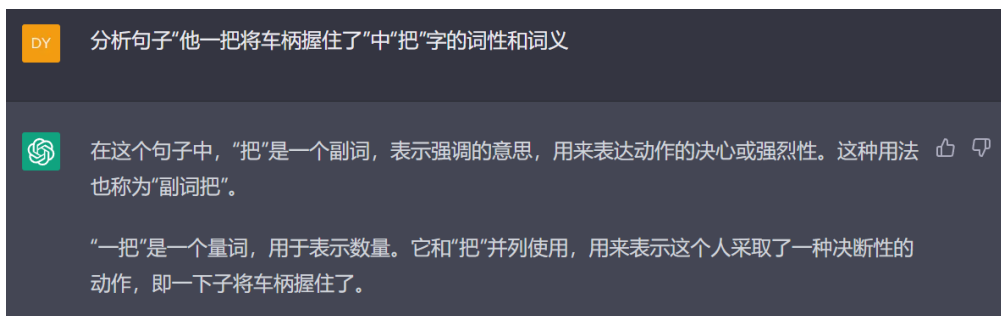 DY
分析句子“他一把将车柄握住了”中“把”字的词性和词义
在这个句子中，“把”是一个副词，表示强调的意思，用来表达动作的决心或强烈性。这种用法
也称为“副词把”。
“一把”是一个量词，用于表示数量。它和“把”并列使用，用来表示这个人采取了一种决断性的
动作，即一下子将车柄握住了。